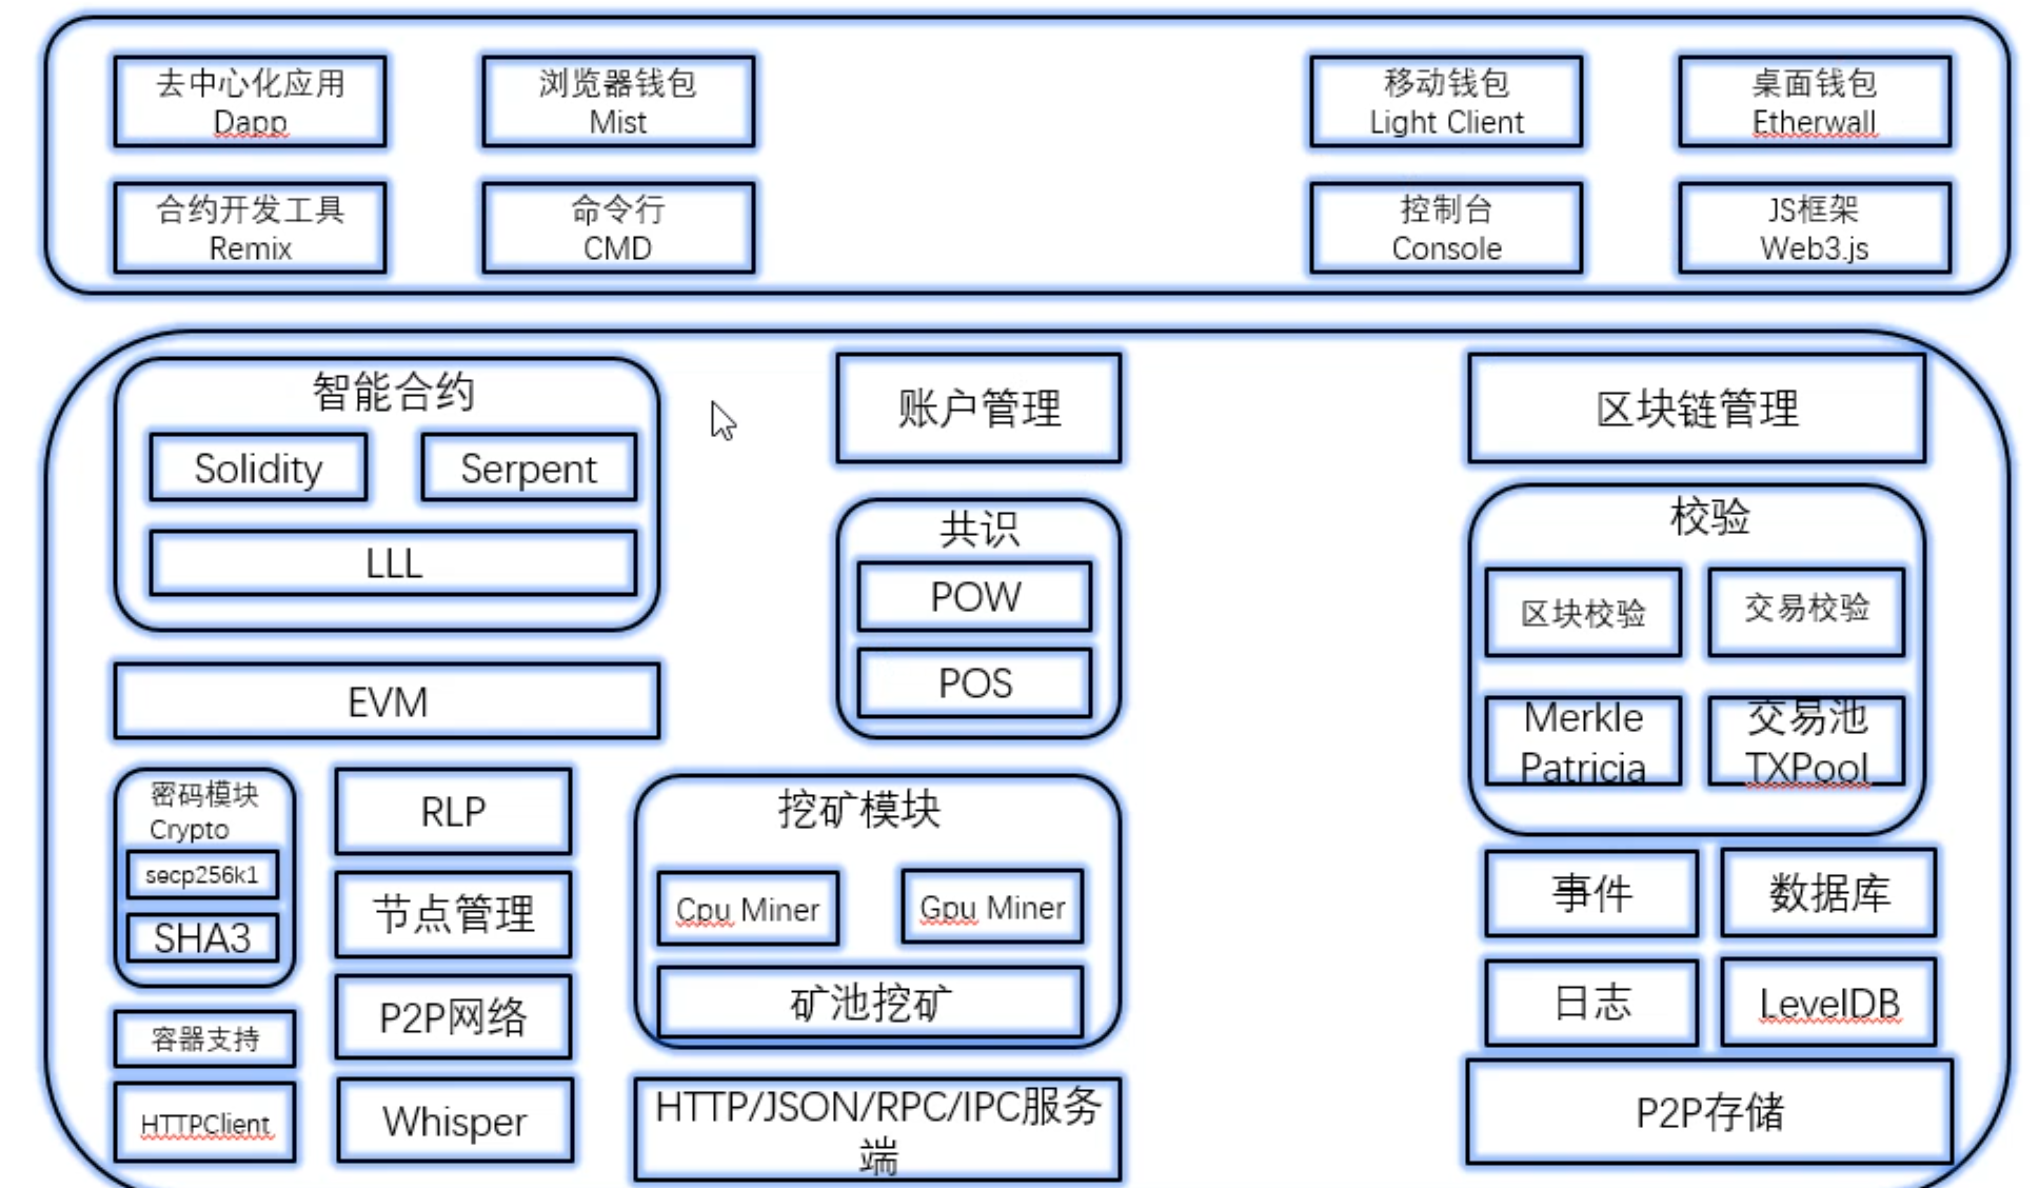 去中心化应用
Dapp
浏览器钱包
Mist
移动钱包
Light Client
桌面钱包
Etherwall
合约开发工具
Remix
命令行
CMD
控制台
Console
JS框架
Web3.js
智能合约
Solidity
Serpent
LLL
EVM
账户管理
共识
POW
POS
区块链管理
校验
区块校验
交易校验
Merkle
Patricia
交易池
TXPool
密码模块
Crypto
secp256k1
SHA3
容器支持
HTTPClient
RLP
节点管理
P2P网络
Whisper
挖矿模块
Cpu Miner
Gpu Miner
矿池挖矿
HTTP/JSON/RPC/IPC服务
端
事件
数据库
日志
LevelDB
P2P存储